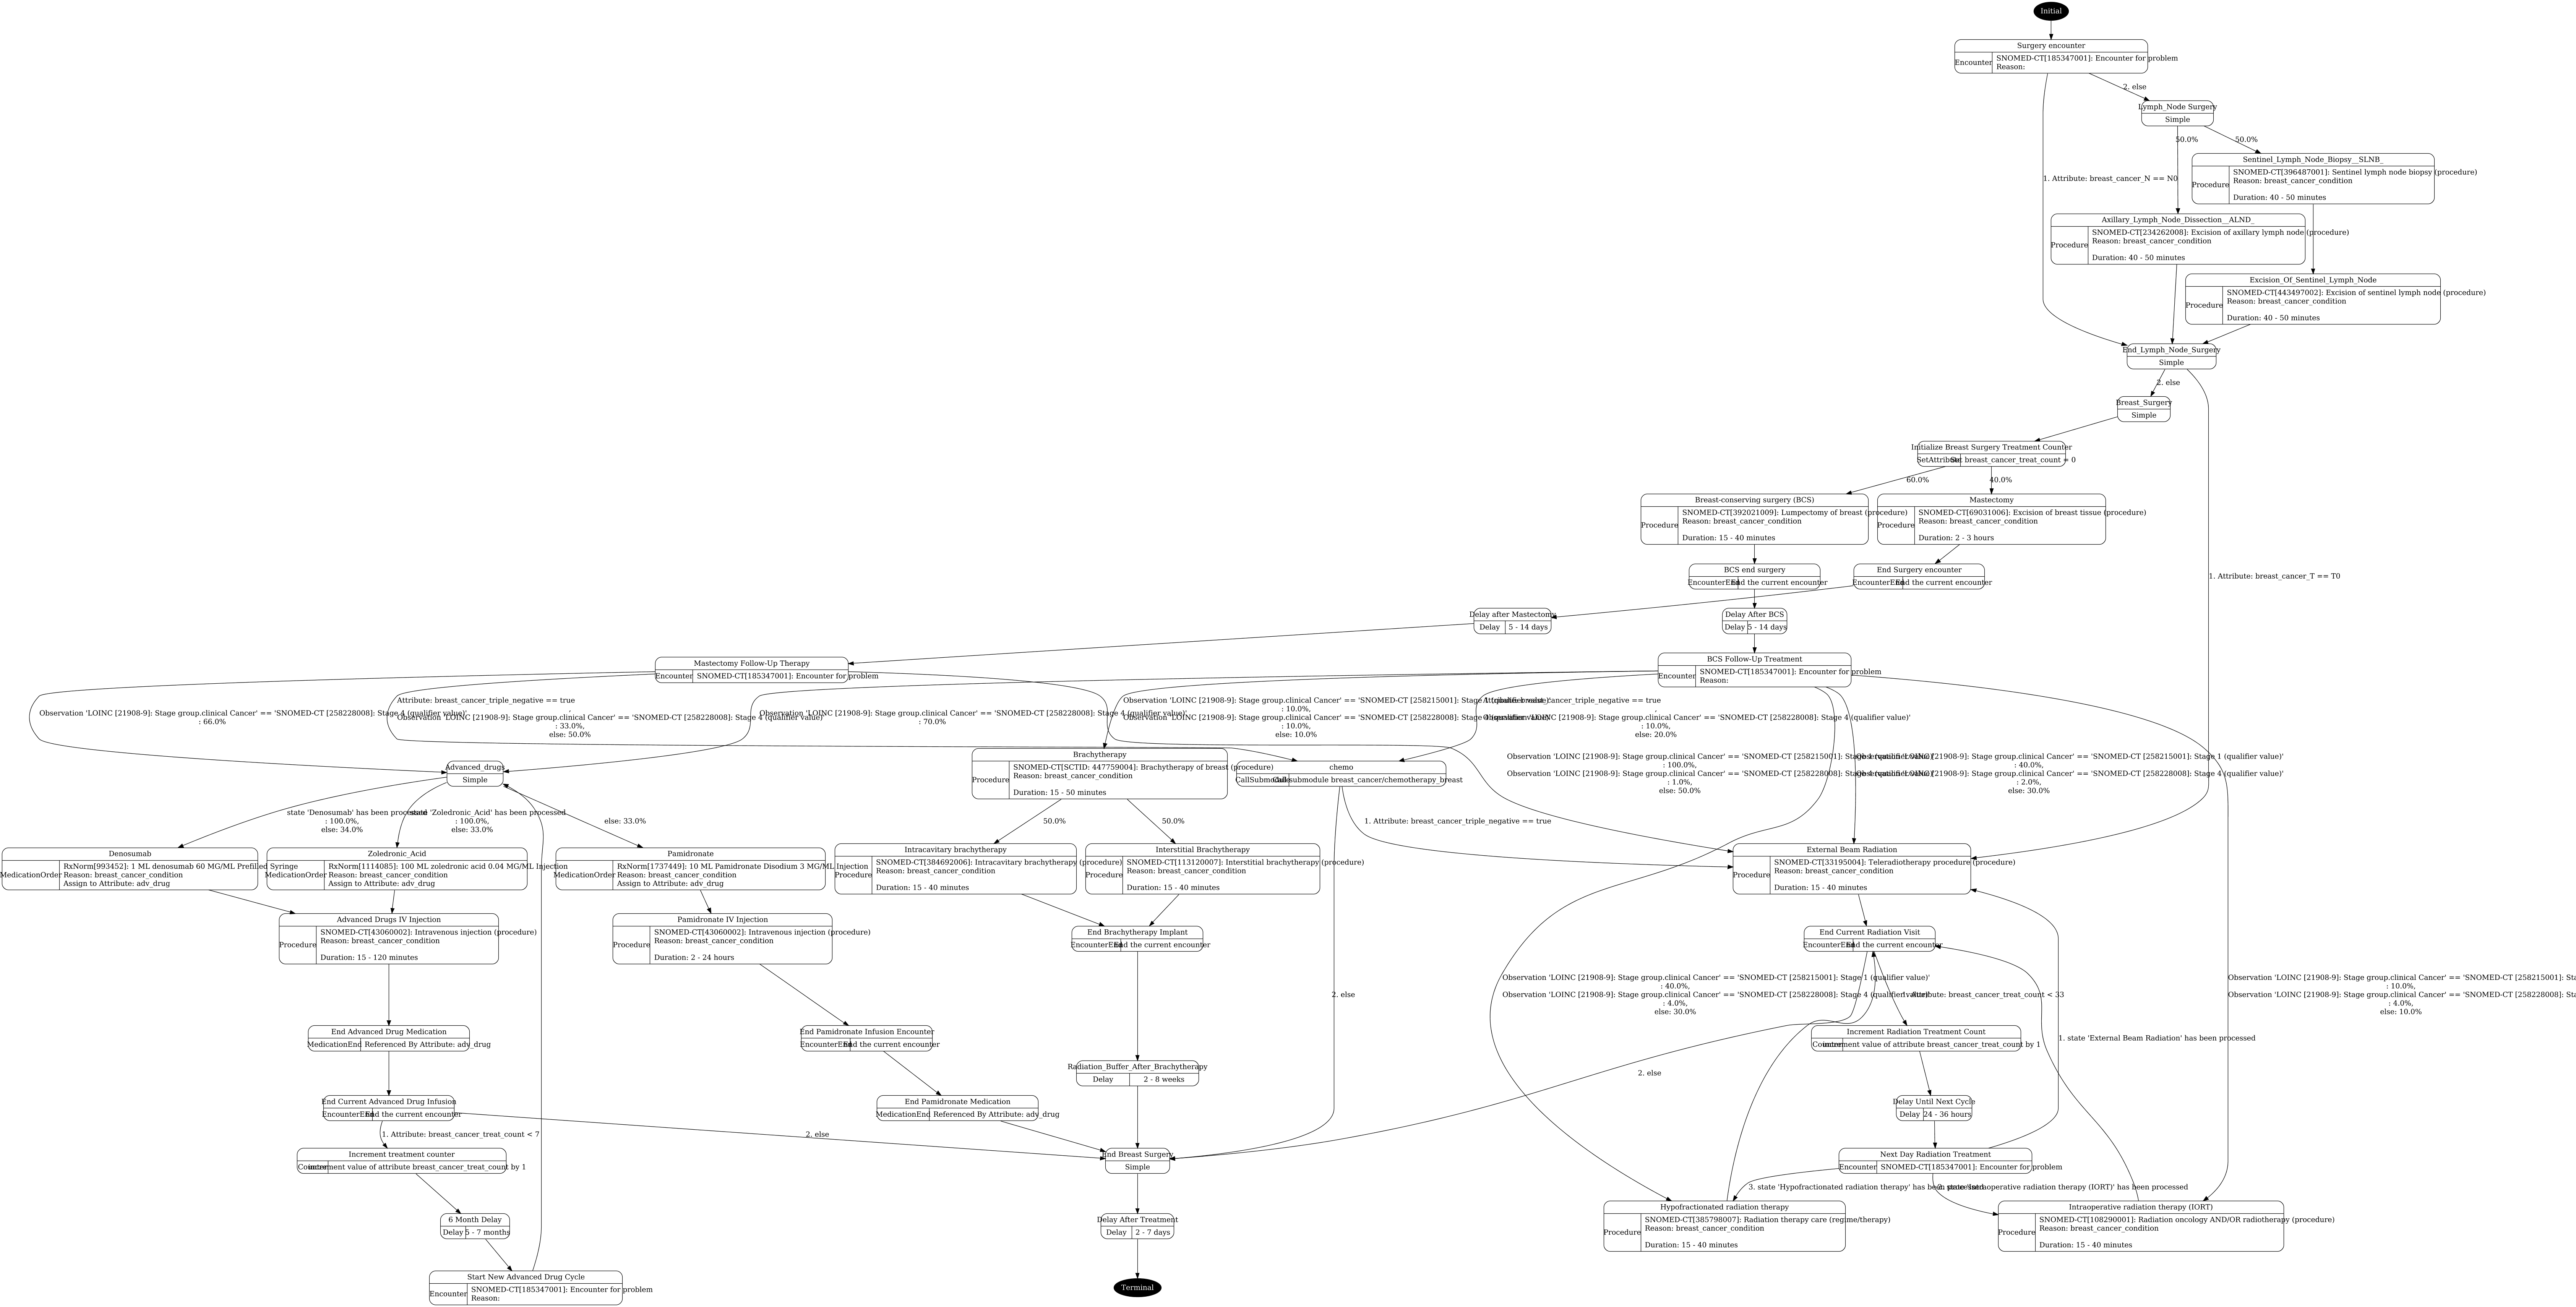 Initial
Surgery encounter
Encounter
SNOMED-CT[185347001]: Encounter for problem
Reason:
2. else
Lymph_Node Surgery
Simple
50.0%
50.0%
1. Attribute: breast_cancer_N == N0
Sentinel_Lymph_Node_Biopsy__SLNB_
Procedure
SNOMED-CT[396487001]: Sentinel lymph node biopsy (procedure)
Reason: breast_cancer_condition
Duration: 40 - 50 minutes
Axillary_Lymph_Node_Dissection__ALND_
Procedure
SNOMED-CT[234262008]: Excision of axillary lymph node (procedure)
Reason: breast_cancer_condition
Duration: 40 - 50 minutes
Excision_Of_Sentinel_Lymph_Node
Procedure
SNOMED-CT[443497002]: Excision of sentinel lymph node (procedure)
Reason: breast_cancer_condition
Duration: 40 - 50 minutes
End_Lymph_Node_Surgery
Simple
2. else
Breast_Surgery
Simple
Initialize Breast Surgery Treatment Counter
SetAttribute
Set breast_cancer_treat_count = 0
60.0%
40.0%
Breast-conserving surgery (BCS)
Procedure
SNOMED-CT[392021009]: Lumpectomy of breast (procedure)
Reason: breast_cancer_condition
Duration: 15 - 40 minutes
Mastectomy
Procedure
SNOMED-CT[69031006]: Excision of breast tissue (procedure)
Reason: breast_cancer_condition
Duration: 2 - 3 hours
BCS end surgery
EncounterEnd
End the current encounter
End Surgery encounter
EncounterEnd
End the current encounter
1. Attribute: breast_cancer_T == T0
Delay after Mastectomy
Delay
5 - 14 days
Delay After BCS
Delay
5 - 14 days
Mastectomy Follow-Up Therapy
Encounter
SNOMED-CT[185347001]: Encounter for problem
BCS Follow-Up Treatment
Encounter
SNOMED-CT[185347001]: Encounter for problem
Reason:
Observation 'LOINC [21908-9]: Stage group.clinical Cancer' == 'SNOMED-CT [258228008]: Stage 4 (qualifier value)'
: 66.0%
Attribute: breast_cancer_triple_negative == true
,
Observation 'LOINC [21908-9]: Stage group.clinical Cancer' == 'SNOMED-CT [258228008]: Stage 4 (qualifier value)'
: 33.0%,
else: 50.0%
Observation 'LOINC [21908-9]: Stage group.clinical Cancer' == 'SNOMED-CT [258228008]: Stage 4 (qualifier value)'
: 70.0%
Observation 'LOINC [21908-9]: Stage group.clinical Cancer' == 'SNOMED-CT [258215001]: Stage 1 (qualifier value)'
: 10.0%,
Observation 'LOINC [21908-9]: Stage group.clinical Cancer' == 'SNOMED-CT [258228008]: Stage 4 (qualifier value)'
: 10.0%,
else: 10.0%
Attribute: breast_cancer_triple_negative == true
,
Observation 'LOINC [21908-9]: Stage group.clinical Cancer' == 'SNOMED-CT [258228008]: Stage 4 (qualifier value)'
: 10.0%,
else: 20.0%
Observation 'LOINC [21908-9]: Stage group.clinical Cancer' == 'SNOMED-CT [258215001]: Stage 1 (qualifier value)'
: 100.0%,
Observation 'LOINC [21908-9]: Stage group.clinical Cancer' == 'SNOMED-CT [258228008]: Stage 4 (qualifier value)'
: 1.0%,
else: 50.0%
Observation 'LOINC [21908-9]: Stage group.clinical Cancer' == 'SNOMED-CT [258215001]: Stage 1 (qualifier value)'
: 40.0%,
Observation 'LOINC [21908-9]: Stage group.clinical Cancer' == 'SNOMED-CT [258228008]: Stage 4 (qualifier value)'
: 2.0%,
else: 30.0%
Advanced_drugs
Simple
Brachytherapy
Procedure
SNOMED-CT[SCTID: 447759004]: Brachytherapy of breast (procedure)
Reason: breast_cancer_condition
Duration: 15 - 50 minutes
chemo
CallSubmodule
Call submodule breast_cancer/chemotherapy_breast
state 'Denosumab' has been processed
: 100.0%,
else: 34.0%
state 'Zoledronic_Acid' has been processed
: 100.0%,
else: 33.0%
else: 33.0%
50.0%
50.0%
1. Attribute: breast_cancer_triple_negative == true
Denosumab
MedicationOrder
RxNorm[993452]: 1 ML denosumab 60 MG/ML Prefilled Syringe
Reason: breast_cancer_condition
Assign to Attribute: adv_drug
Zoledronic_Acid
MedicationOrder
RxNorm[1114085]: 100 ML zoledronic acid 0.04 MG/ML Injection
Reason: breast_cancer_condition
Assign to Attribute: adv_drug
Pamidronate
MedicationOrder
RxNorm[1737449]: 10 ML Pamidronate Disodium 3 MG/ML Injection
Reason: breast_cancer_condition
Assign to Attribute: adv_drug
Intracavitary brachytherapy
Procedure
SNOMED-CT[384692006]: Intracavitary brachytherapy (procedure)
Reason: breast_cancer_condition
Duration: 15 - 40 minutes
Interstitial Brachytherapy
Procedure
SNOMED-CT[113120007]: Interstitial brachytherapy (procedure)
Reason: breast_cancer_condition
Duration: 15 - 40 minutes
External Beam Radiation
Procedure
SNOMED-CT[33195004]: Teleradiotherapy procedure (procedure)
Reason: breast_cancer_condition
Duration: 15 - 40 minutes
Advanced Drugs IV Injection
Procedure
SNOMED-CT[43060002]: Intravenous injection (procedure)
Reason: breast_cancer_condition
Duration: 15 - 120 minutes
Pamidronate IV Injection
Procedure
SNOMED-CT[43060002]: Intravenous injection (procedure)
Reason: breast_cancer_condition
Duration: 2 - 24 hours
End Brachytherapy Implant
EncounterEnd
End the current encounter
End Current Radiation Visit
EncounterEnd
End the current encounter
2. else
Observation 'LOINC [21908-9]: Stage group.clinical Cancer' == 'SNOMED-CT [258215001]: Stage 1 (qualifier value)'
: 40.0%,
Observation 'LOINC [21908-9]: Stage group.clinical Cancer' == 'SNOMED-CT [258228008]: Stage 4 (qualifier value)'
: 4.0%,
else: 30.0%
1. Attribute: breast_cancer_treat_count < 33
Observation 'LOINC [21908-9]: Stage group.clinical Cancer' == 'SNOMED-CT [258215001]: Sta
: 10.0%,
Observation 'LOINC [21908-9]: Stage group.clinical Cancer' == 'SNOMED-CT [258228008]: Sta
: 4.0%,
else: 10.0%
End Advanced Drug Medication
MedicationEnd
Referenced By Attribute: adv_drug
End Pamidronate Infusion Encounter
EncounterEnd
End the current encounter
Increment Radiation Treatment Count
Counter
increment value of attribute breast_cancer_treat_count by 1
1. state 'External Beam Radiation' has been processed
Radiation_Buffer_After_Brachytherapy
Delay
2 - 8 weeks
2. else
End Current Advanced Drug Infusion
EncounterEnd
End the current encounter
End Pamidronate Medication
MedicationEnd
Referenced By Attribute: adv_drug
Delay Until Next Cycle
Delay
24 - 36 hours
1. Attribute: breast_cancer_treat_count < 7
2. else
Increment treatment counter
Counter
increment value of attribute breast_cancer_treat_count by 1
End Breast Surgery
Simple
Next Day Radiation Treatment
Encounter
SNOMED-CT[185347001]: Encounter for problem
3. state 'Hypofractionated radiation therapy' has been processed
2. state 'Intraoperative radiation therapy (IORT)' has been processed
6 Month Delay
Delay
5 - 7 months
Delay After Treatment
Delay
2 - 7 days
Hypofractionated radiation therapy
Procedure
SNOMED-CT[385798007]: Radiation therapy care (regime/therapy)
Reason: breast_cancer_condition
Duration: 15 - 40 minutes
Intraoperative radiation therapy (IORT)
Procedure
SNOMED-CT[108290001]: Radiation oncology AND/OR radiotherapy (procedure)
Reason: breast_cancer_condition
Duration: 15 - 40 minutes
Start New Advanced Drug Cycle
Encounter
SNOMED-CT[185347001]: Encounter for problem
Reason:
Terminal